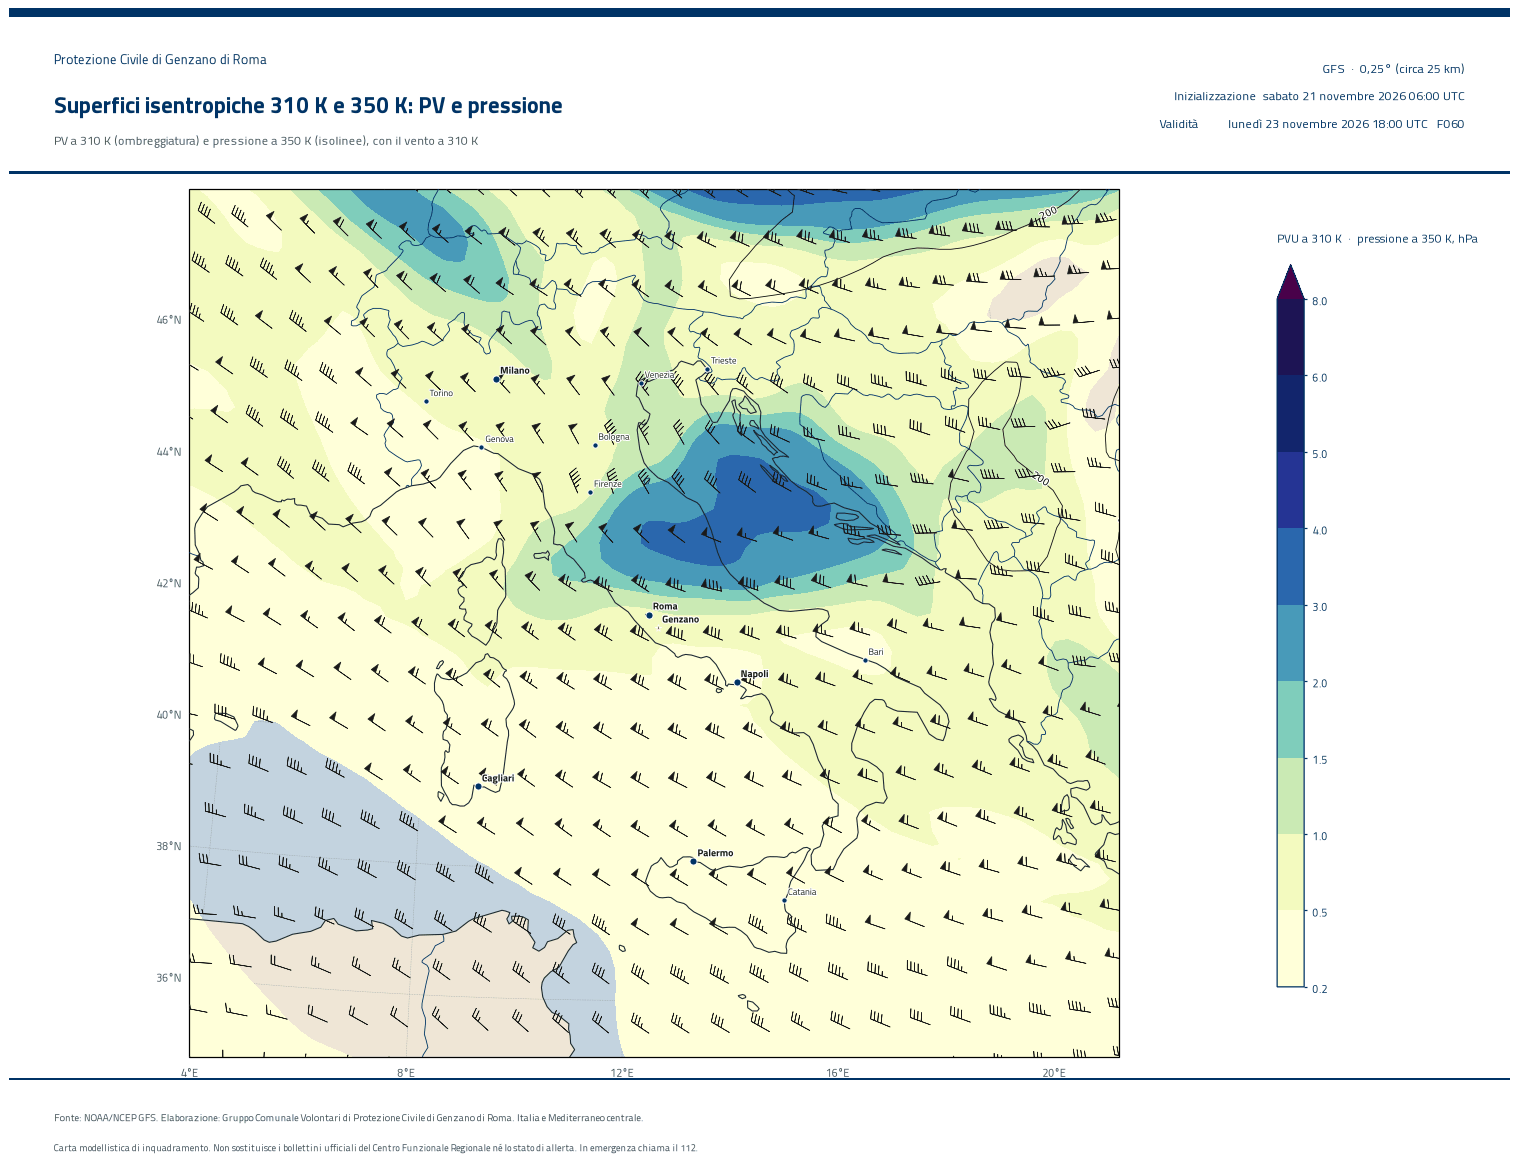 Protezione Civile di Genzano di Roma
Superfici isentropiche 310 K e 350 K: PV e pressione
PV a 310 K (ombreggiatura) e pressione a 350 K (isolinee), con il vento a 310 K
GFS · 0,25° (circa 25 km)
Inizializzazione sabato 21 novembre 2026 06:00 UTC
Validità lunedì 23 novembre 2026 18:00 UTC F060
PVU a 310 K · pressione a 350 K, hPa
8.0
6.0
5.0
4.0
3.0
2.0
1.5
1.0
0.5
0.2
46°N
44°N
42°N
40°N
38°N
36°N
4°E
8°E
12°E
16°E
20°E
200
200
Trieste
Milano
Venezia
Torino
Genova
Bologna
Firenze
Roma
Genzano
Bari
Napoli
Cagliari
Palermo
Catania
Fonte: NOAA/NCEP GFS. Elaborazione: Gruppo Comunale Volontari di Protezione Civile di Genzano di Roma. Italia e Mediterraneo centrale.
Carta modellistica di inquadramento. Non sostituisce i bollettini ufficiali del Centro Funzionale Regionale né lo stato di allerta. In emergenza chiama il 112.